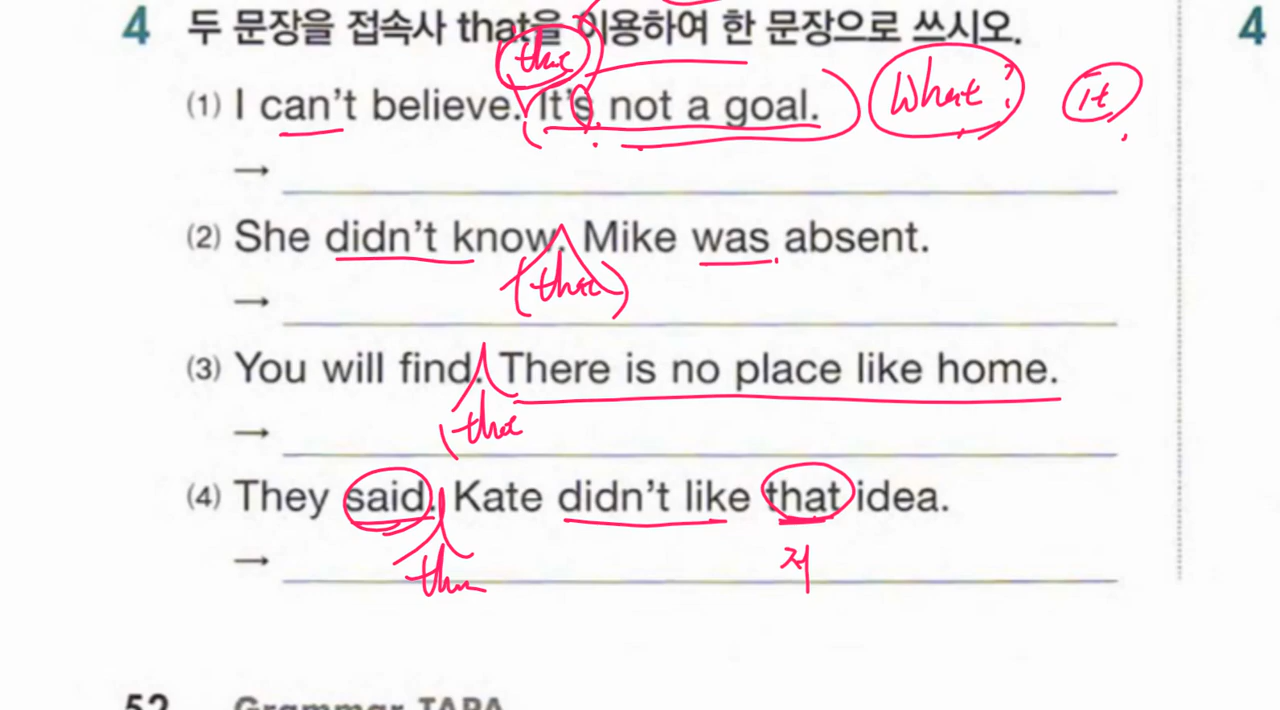 4 두 문장을 접속사 that을 이용하여 한 문장으로 쓰시오. 4
that
(1) I can't believe. It's not a goal. What? It
→
(2) She didn't know. Mike was absent.
(that)
→
(3) You will find. There is no place like home.
that
→
(4) They said. Kate didn't like that idea.
→ 저
52 Grammar TAPA